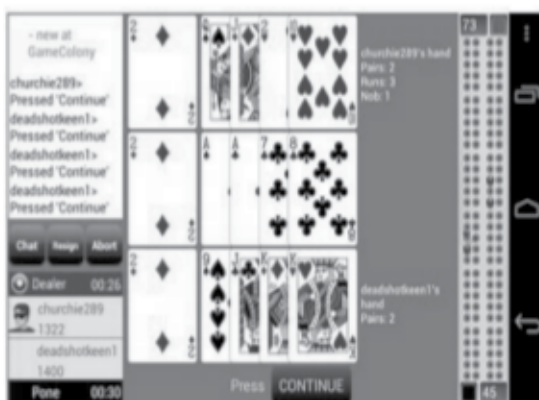 - new at
GameColony
churchie289>
Pressed 'Continue'
deadshotkeen1>
Pressed 'Continue'
deadshotkeen1>
Pressed 'Continue'
deadshotkeen1>
Pressed 'Continue'
Chat Resign Abort
Dealer 00:26
churchie289
1322
deadshotkeen1
1400
Pone 00:30
churchie289's hand
Pairs: 2
Runs: 3
Nob: 1
deadshotkeen1's
hand
Pairs: 2
Press CONTINUE
73
45